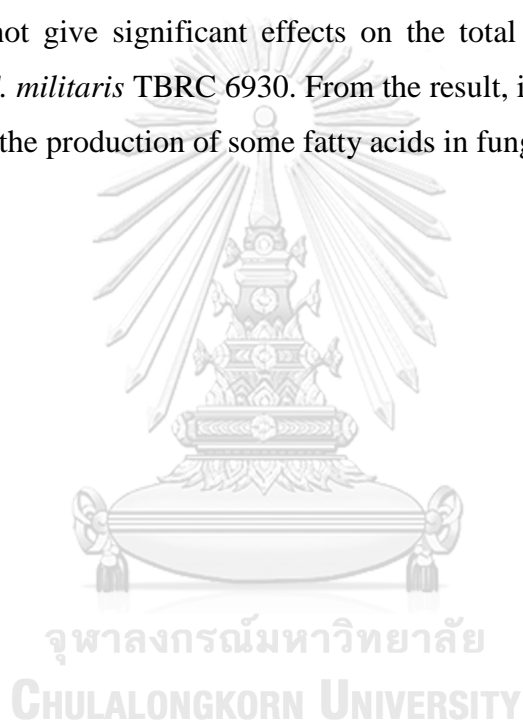 not give significant effects on the total
. militaris TBRC 6930. From the result, i
the production of some fatty acids in fung
จุฬาลงกรณ์มหาวิทยาลัย
CHULALONGKORN UNIVERSITY